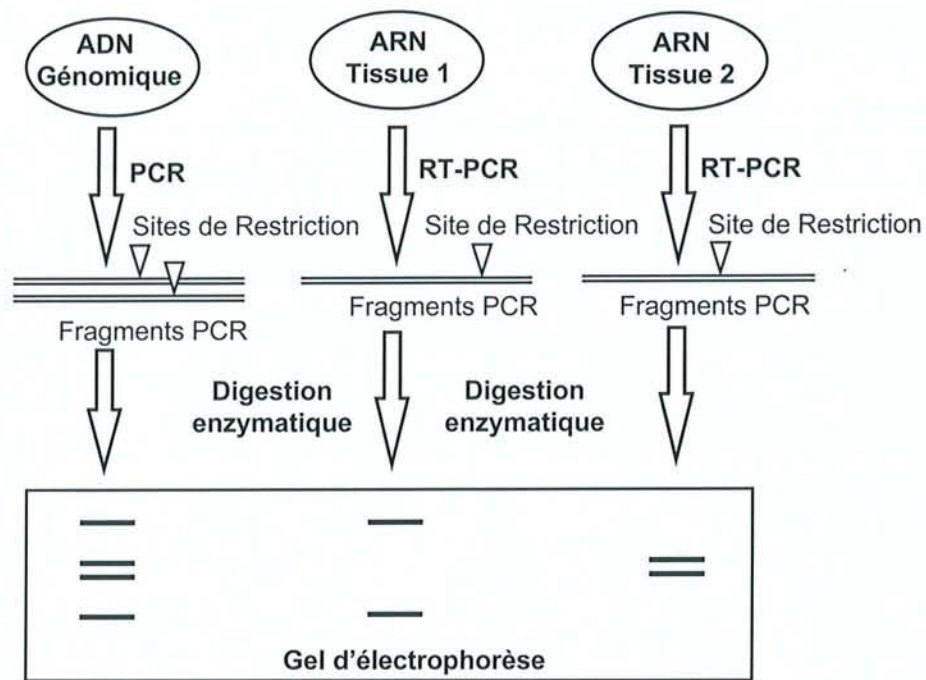 ADN
Génomique
ARN
Tissue 1
ARN
Tissue 2
PCR
RT-PCR
RT-PCR
Sites de Restriction
Site de Restriction
Site de Restriction
Fragments PCR
Fragments PCR
Fragments PCR
Digestion
enzymatique
Digestion
enzymatique
Gel d'électrophorèse